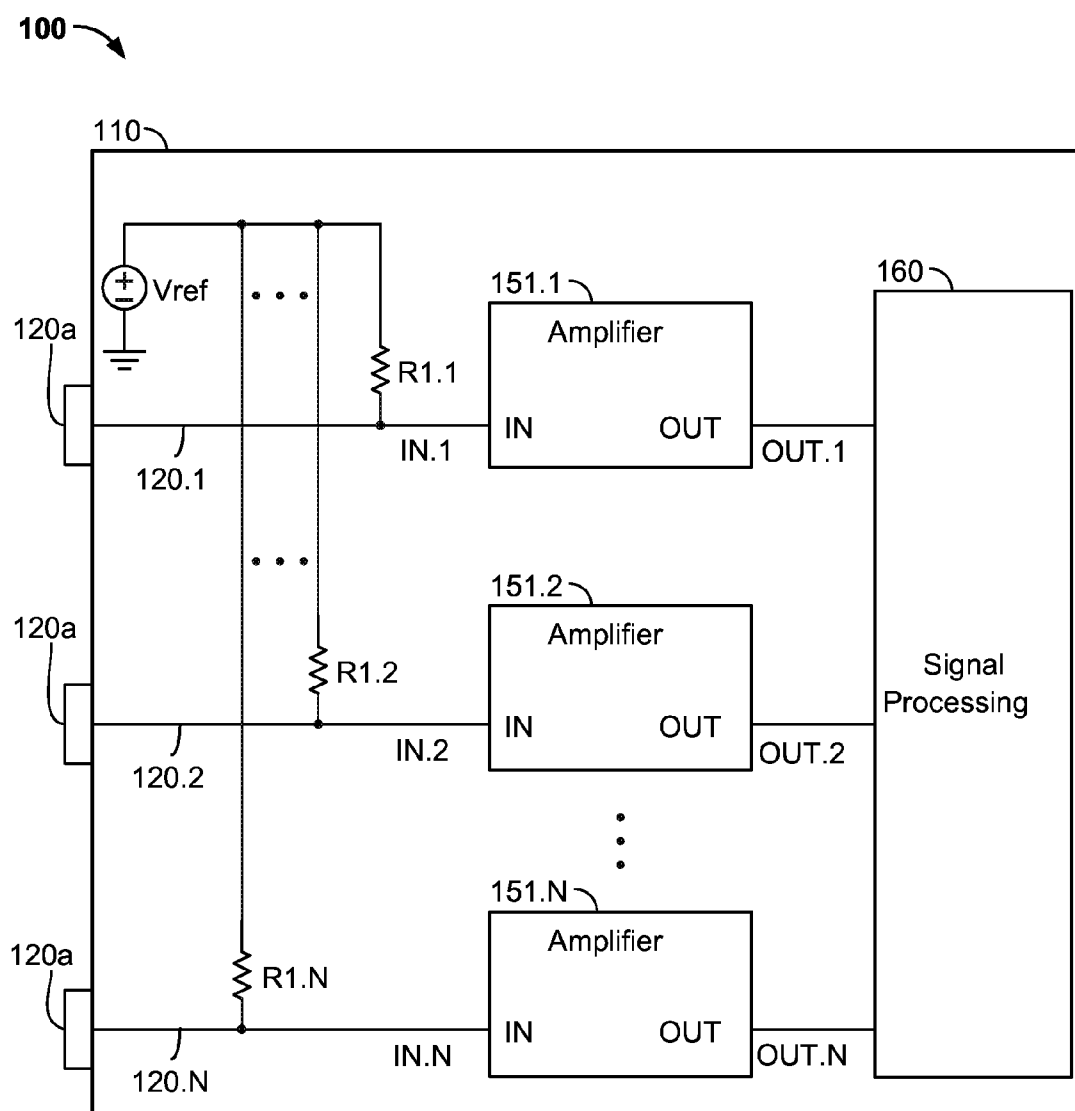 100
110
Vref
120a
R1.1
151.1
Amplifier
IN OUT
160
120.1
IN.1
OUT.1
120a
R1.2
151.2
Amplifier
IN OUT
Signal
Processing
120.2
IN.2
OUT.2
120a
R1.N
151.N
Amplifier
IN OUT
120.N
IN.N
OUT.N